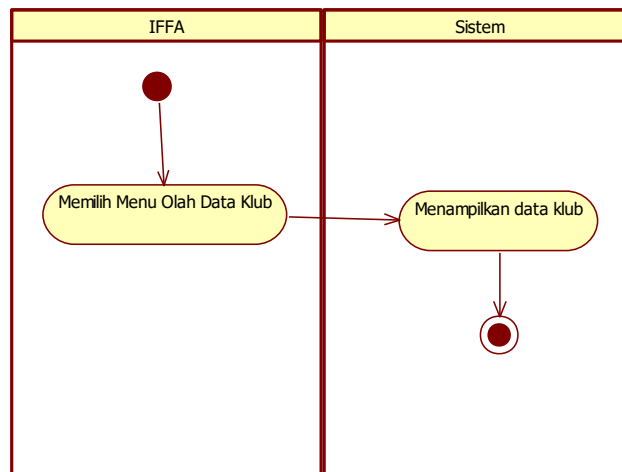 IFFA
Sistem
Memilih Menu Olah Data Klub
Menampilkan data klub